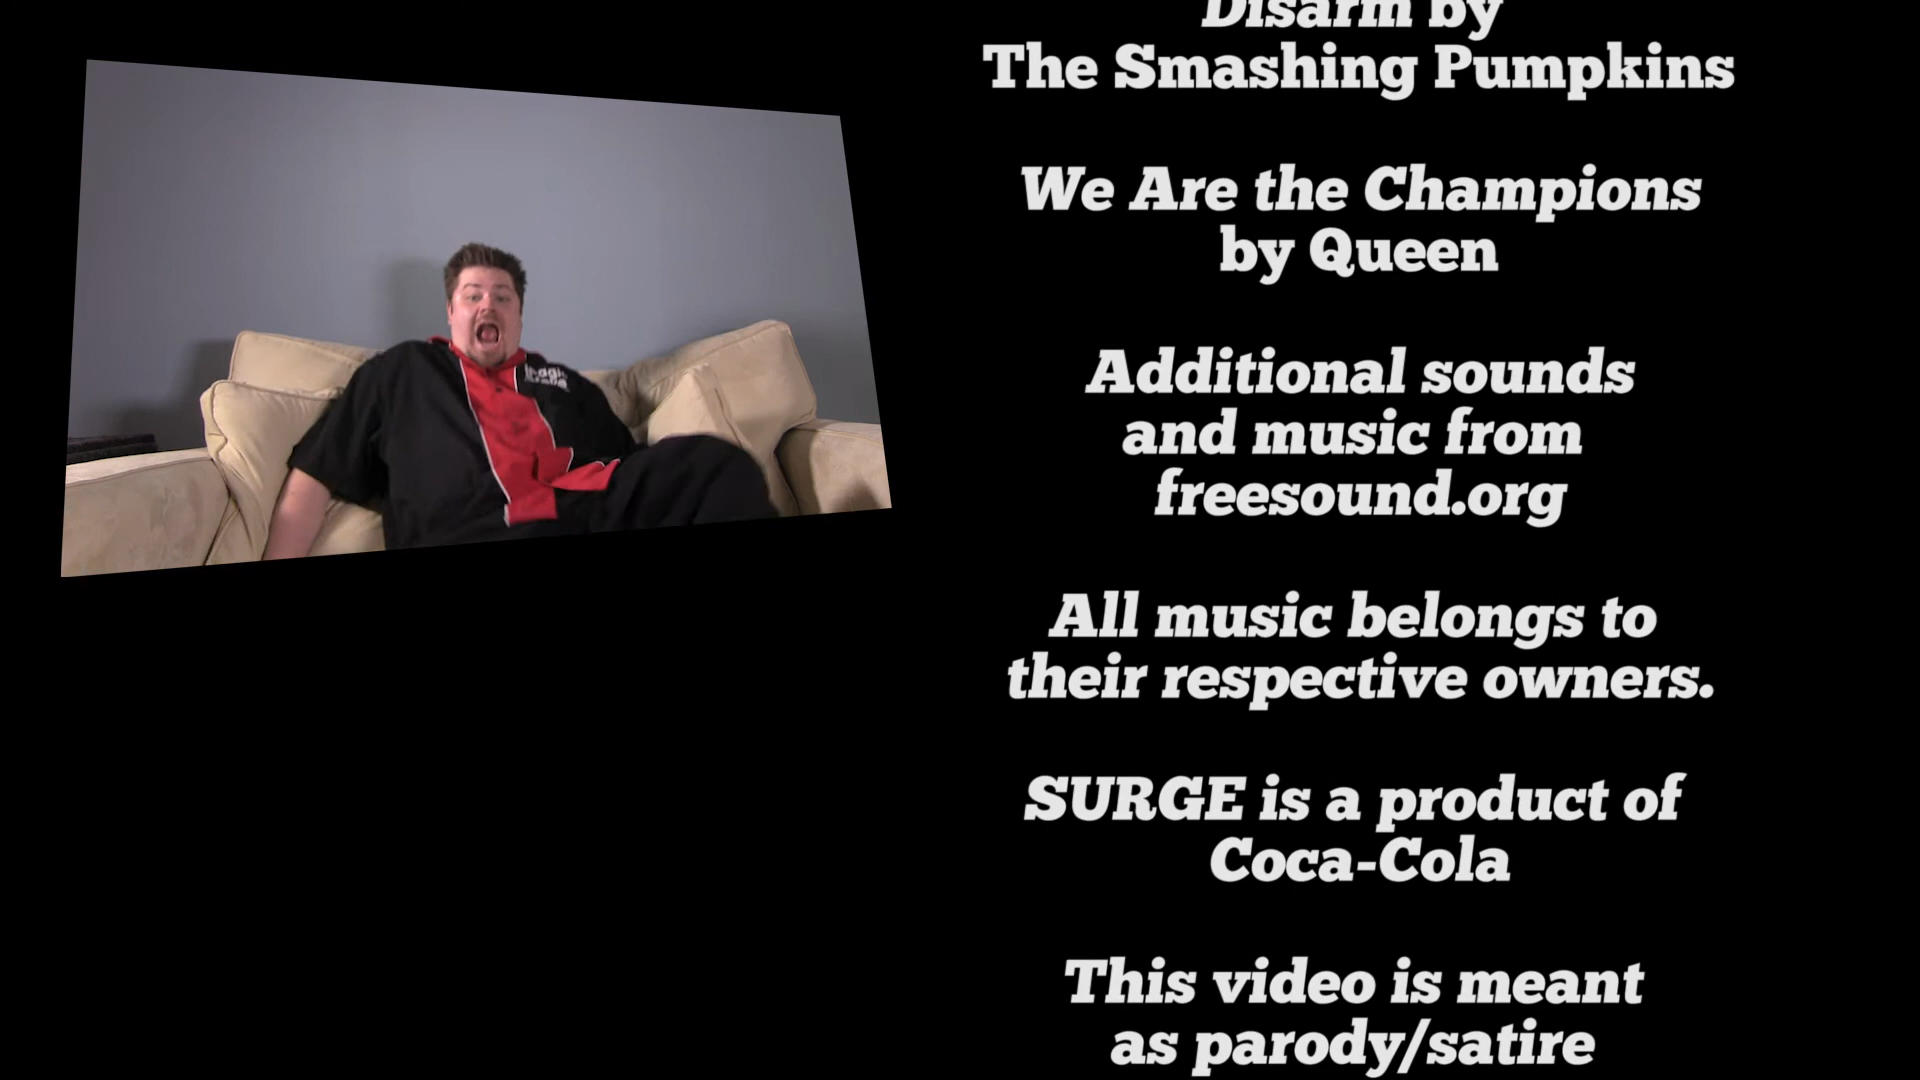 Disarm by
The Smashing Pumpkins
We Are the Champions
by Queen
Additional sounds
and music from
freesound.org
All music belongs to
their respective owners.
SURGE is a product of
Coca-Cola
This video is meant
as parody/satire